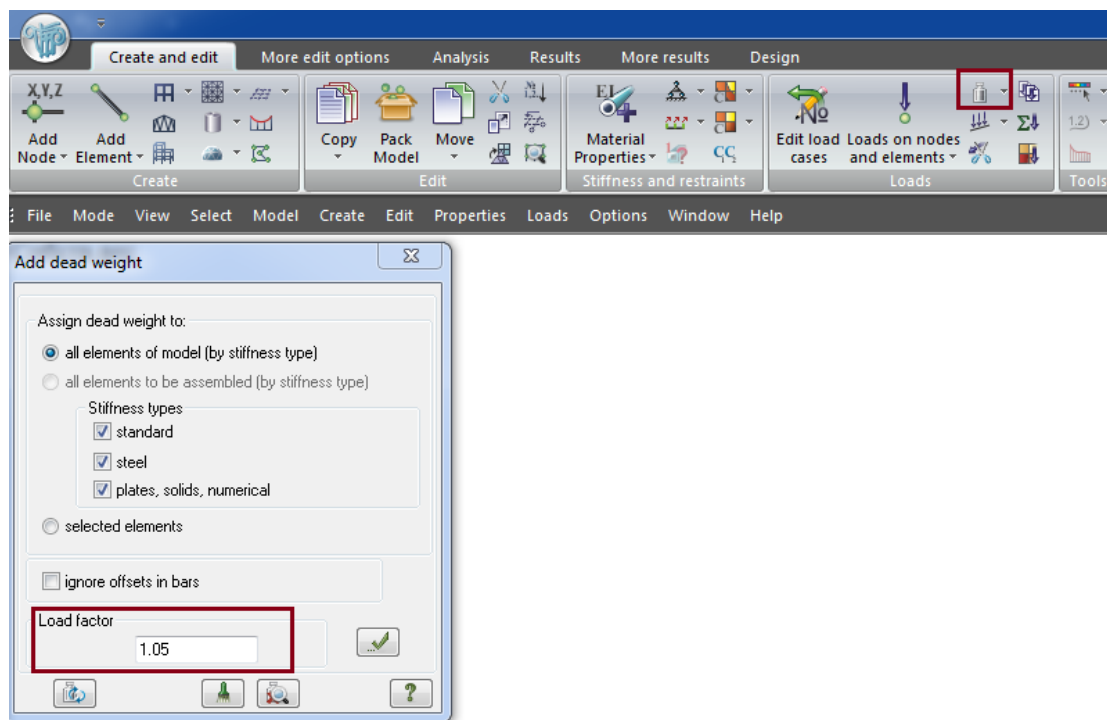 Create and edit More edit options Analysis Results More results Design
X,Y,Z EI .№ 1.2)
Add Node Add Element Copy Pack Model Move Material Properties Edit load cases Loads on nodes and elements
Create Edit Stiffness and restraints Loads Tools
File Mode View Select Model Create Edit Properties Loads Options Window Help
Add dead weight
Assign dead weight to:
all elements of model (by stiffness type)
all elements to be assembled (by stiffness type)
Stiffness types
standard
steel
plates, solids, numerical
selected elements
ignore offsets in bars
Load factor
1.05